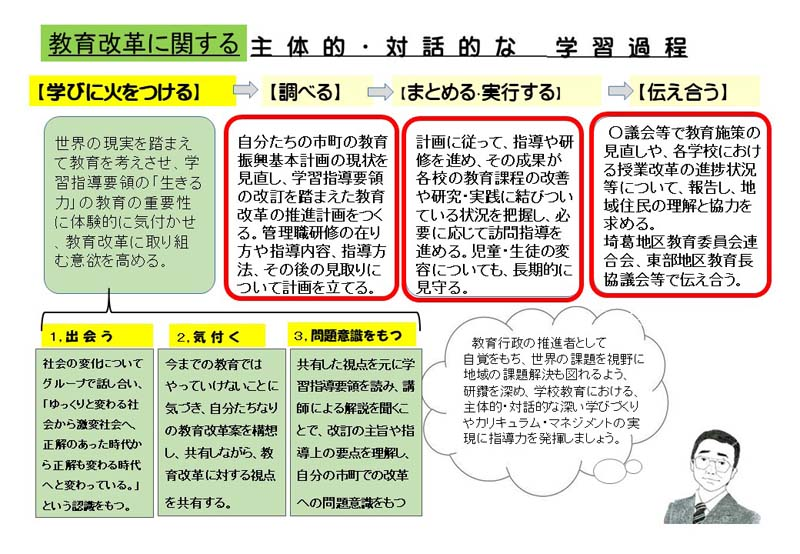 教育改革に関する 主体的・対話的な 学習過程
【学びに火をつける】
【調べる】
【まとめる・実行する】
【伝え合う】
世界の現実を踏まえ
て教育を考えさせ、学
習指導要領の「生きる
力」の教育の重要性
に体験的に気付かせ
、教育改革に取り組
む意欲を高める。
自分たちの市町の教育
振興基本計画の現状を
見直し、学習指導要領
の改訂を踏まえた教育
改革の推進計画をつく
る。管理職研修の在り
方や指導内容、指導方
法、その後の見取りに
ついて計画を立てる。
計画に従って、指導や研
修を進め、その成果が
各校の教育課程の改善
や研究・実践に結びつい
ている状況を把握し、必
要に応じて訪問指導を
進める。児童・生徒の変
容についても、長期的に
見守る。
〇議会等で教育施策の
見直しや、各学校におけ
る授業改革の進捗状況
等について、報告し、地
域住民の理解と協力を
求める。
埼葛地区教育委員会連
合会、東部地区教育長
協議会等で伝え合う。
1,出会う
2,気付く
3,問題意識をもつ
社会の変化について
グループで話し合い、
「ゆっくりと変わる社
会から激変社会へ、
正解のあった時代か
ら正解も変わる時代
へと変わっている。」
という認識をもつ。
今までの教育では
やっていけないことに
気づき、自分たちなり
の教育改革案を構想
し、共有しながら、教
育改革に対する視点
を共有する。
共有した視点を元に学
習指導要領を読み、講
師による解説を聞くこ
とで、改訂の主旨や指
導上の要点を理解し、
自分の市町での改革
への問題意識をもつ
教育行政の推進者として
自覚をもち、世界の課題を視野に
地域の課題解決も図れるよう、
研鑽を深め、学校教育における、
主体的・対話的な深い学びづくり
やカリキュラム・マネジメントの実
現に指導力を発揮しましょう。